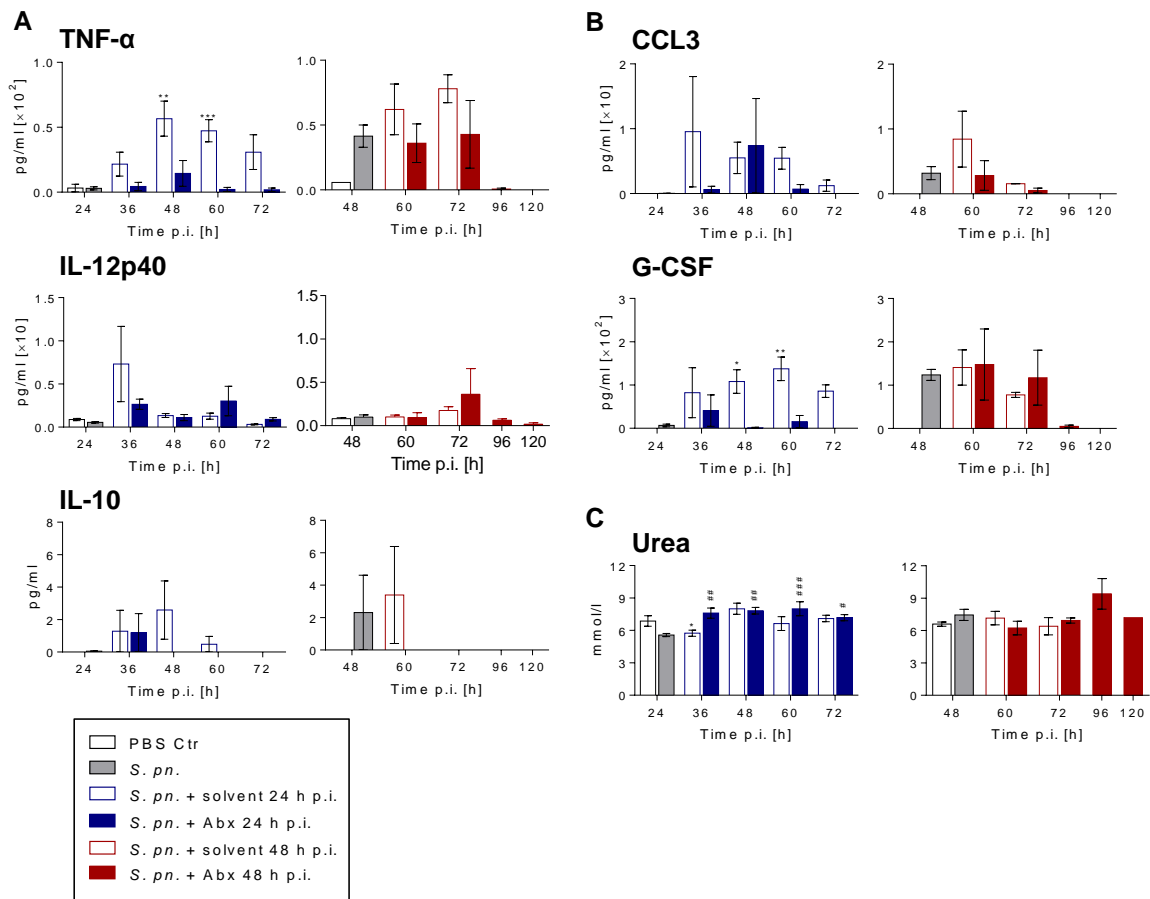 A
TNF-α
pg/ml [×10²]
1.0
0.5
0.0
**
***
24 36 48 60 72
Time p.i. [h]
1.0
0.5
0.0
48 60 72 96 120
Time p.i. [h]
IL-12p40
pg/ml [×10]
1.5
1.0
0.5
0.0
24 36 48 60 72
Time p.i. [h]
1.5
1.0
0.5
0.0
48 60 72 96 120
Time p.i. [h]
IL-10
pg/ml
8
6
4
2
0
24 36 48 60 72
Time p.i. [h]
8
6
4
2
0
48 60 72 96 120
Time p.i. [h]
PBS Ctr
S. pn.
S. pn. + solvent 24 h p.i.
S. pn. + Abx 24 h p.i.
S. pn. + solvent 48 h p.i.
S. pn. + Abx 48 h p.i.
B
CCL3
pg/ml [×10]
2
1
0
24 36 48 60 72
Time p.i. [h]
2
1
0
48 60 72 96 120
Time p.i. [h]
G-CSF
pg/ml [×10²]
3
2
1
0
*
**
24 36 48 60 72
Time p.i. [h]
3
2
1
0
48 60 72 96 120
Time p.i. [h]
C
Urea
mmol/l
12
9
6
3
0
*
##
##
###
#
24 36 48 60 72
Time p.i. [h]
12
9
6
3
0
48 60 72 96 120
Time p.i. [h]